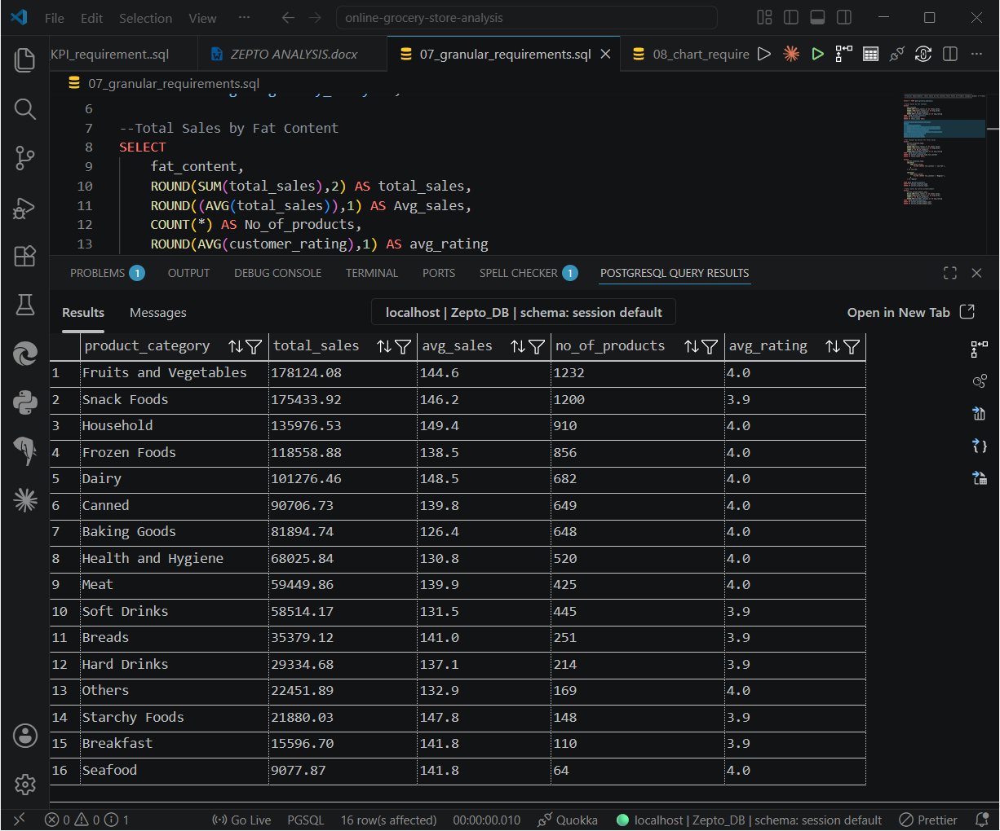 File Edit Selection View ··· online-grocery-store-analysis
KPI_requirement..sql ZEPTO ANALYSIS.docx 07_granular_requirements.sql 08_chart_require
07_granular_requirements.sql
6
7 --Total Sales by Fat Content
8 SELECT
9 fat_content,
10 ROUND(SUM(total_sales),2) AS total_sales,
11 ROUND((AVG(total_sales)),1) AS Avg_sales,
12 COUNT(*) AS No_of_products,
13 ROUND(AVG(customer_rating),1) AS avg_rating
PROBLEMS 1 OUTPUT DEBUG CONSOLE TERMINAL PORTS SPELL CHECKER 1 POSTGRESQL QUERY RESULTS
Results Messages localhost | Zepto_DB | schema: session default Open in New Tab
product_category total_sales avg_sales no_of_products avg_rating
1 Fruits and Vegetables 178124.08 144.6 1232 4.0
2 Snack Foods 175433.92 146.2 1200 3.9
3 Household 135976.53 149.4 910 4.0
4 Frozen Foods 118558.88 138.5 856 4.0
5 Dairy 101276.46 148.5 682 4.0
6 Canned 90706.73 139.8 649 4.0
7 Baking Goods 81894.74 126.4 648 4.0
8 Health and Hygiene 68025.84 130.8 520 4.0
9 Meat 59449.86 139.9 425 4.0
10 Soft Drinks 58514.17 131.5 445 3.9
11 Breads 35379.12 141.0 251 3.9
12 Hard Drinks 29334.68 137.1 214 3.9
13 Others 22451.89 132.9 169 4.0
14 Starchy Foods 21880.03 147.8 148 3.9
15 Breakfast 15596.70 141.8 110 3.9
16 Seafood 9077.87 141.8 64 4.0
0 0 1 Go Live PGSQL 16 row(s affected) 00:00:00.010 Quokka localhost | Zepto_DB | schema: session default Prettier